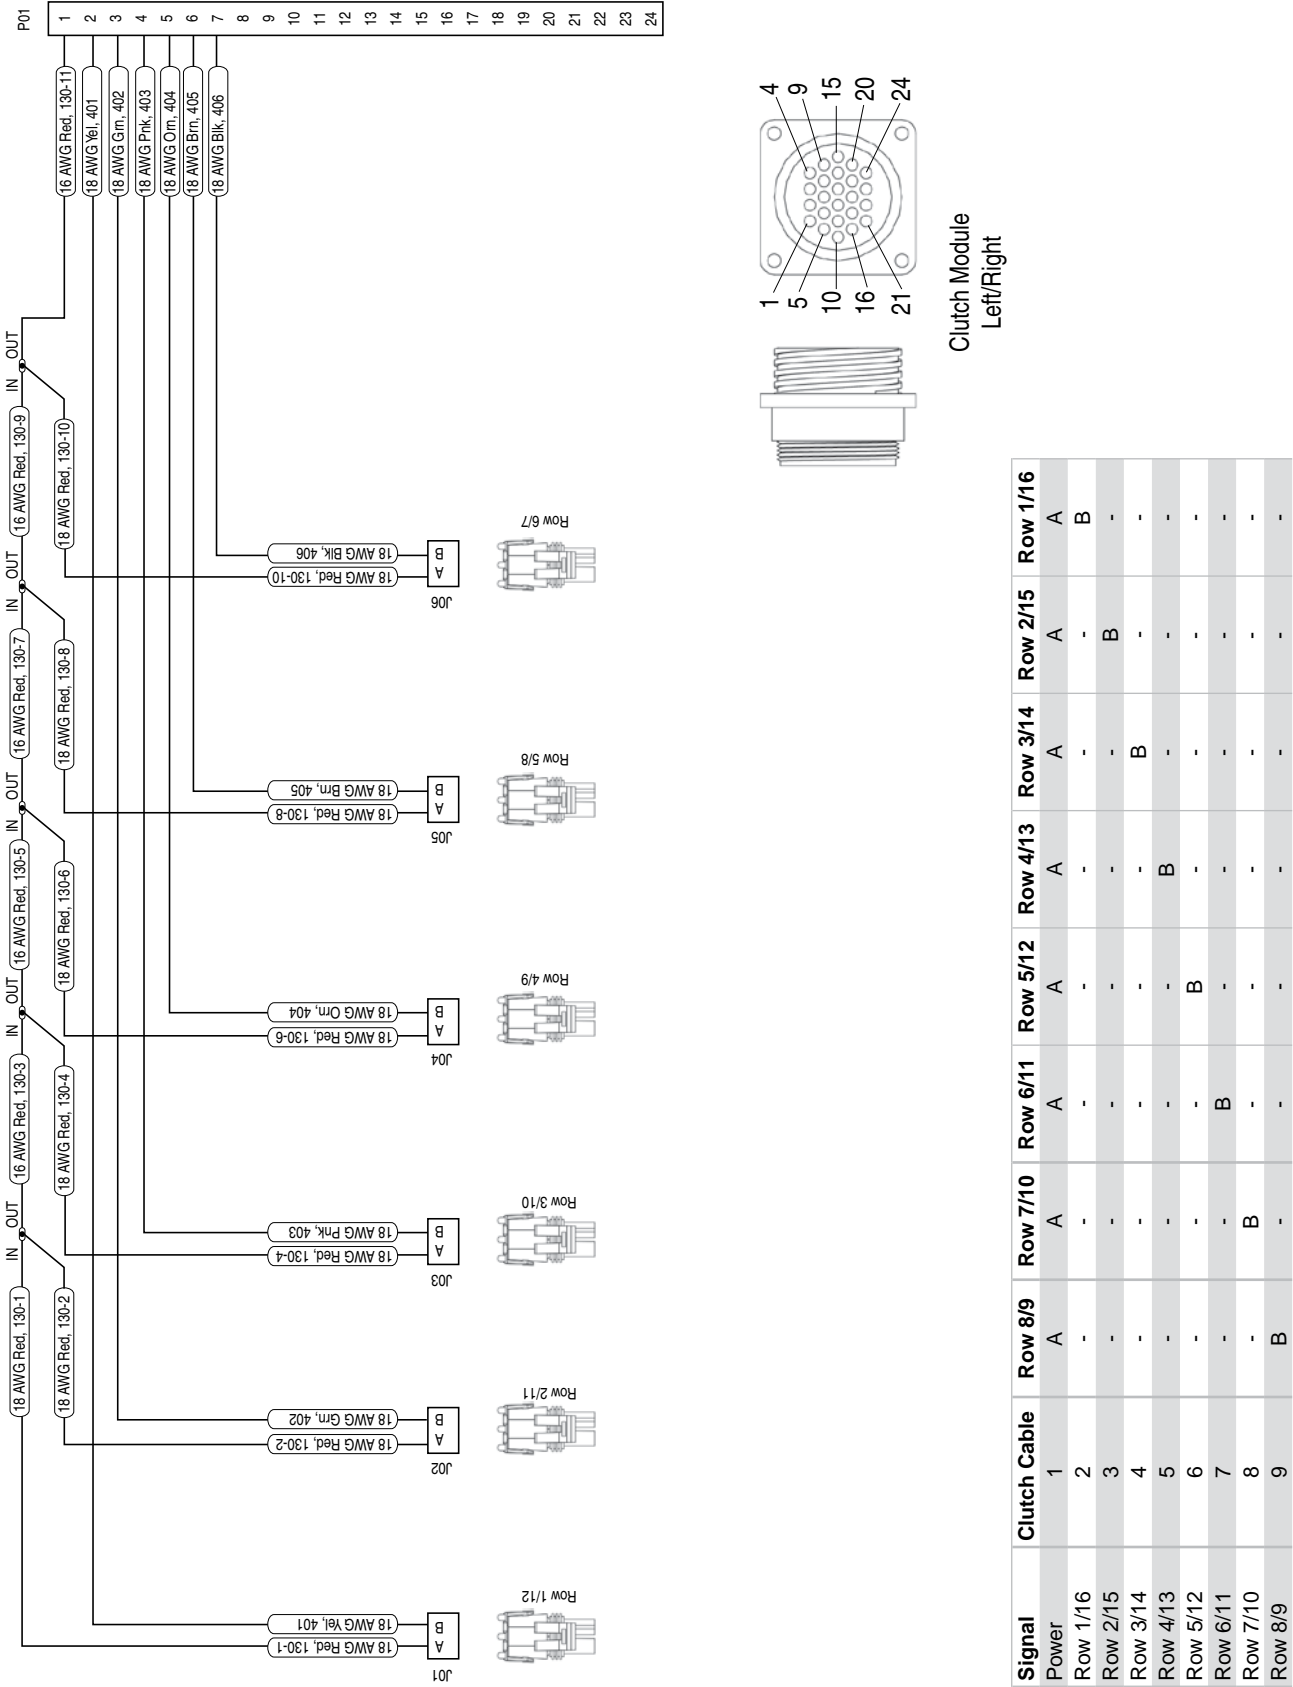 P01
1
2
3
4
5
6
7
8
9
10
11
12
13
14
15
16
17
18
19
20
21
22
23
24
16 AWG Red, 130-11
18 AWG Yel, 401
18 AWG Grn, 402
18 AWG Pnk, 403
18 AWG Orn, 404
18 AWG Brn, 405
18 AWG Blk, 406
IN OUT
16 AWG Red, 130-9
18 AWG Red, 130-10
IN OUT
16 AWG Red, 130-7
18 AWG Red, 130-8
IN OUT
16 AWG Red, 130-5
18 AWG Red, 130-6
IN OUT
16 AWG Red, 130-3
18 AWG Red, 130-4
IN OUT
18 AWG Red, 130-1
18 AWG Red, 130-2
18 AWG Blk, 406
18 AWG Red, 130-10
B
A
J06
Row 6/7
18 AWG Brn, 405
18 AWG Red, 130-8
B
A
J05
Row 5/8
18 AWG Orn, 404
18 AWG Red, 130-6
B
A
J04
Row 4/9
18 AWG Pnk, 403
18 AWG Red, 130-4
B
A
J03
Row 3/10
18 AWG Grn, 402
18 AWG Red, 130-2
B
A
J02
Row 2/11
18 AWG Yel, 401
18 AWG Red, 130-1
B
A
J01
Row 1/12
1
5
10
16
21
4
9
15
20
24
Clutch Module
Left/Right
Signal Clutch Cable Row 8/9 Row 7/10 Row 6/11 Row 5/12 Row 4/13 Row 3/14 Row 2/15 Row 1/16
Power 1 A A A A A A A A
Row 1/16 2 - - - - - - - B
Row 2/15 3 - - - - - - B -
Row 3/14 4 - - - - - B - -
Row 4/13 5 - - - - B - - -
Row 5/12 6 - - - B - - - -
Row 6/11 7 - - B - - - - -
Row 7/10 8 - B - - - - - -
Row 8/9 9 B - - - - - - -